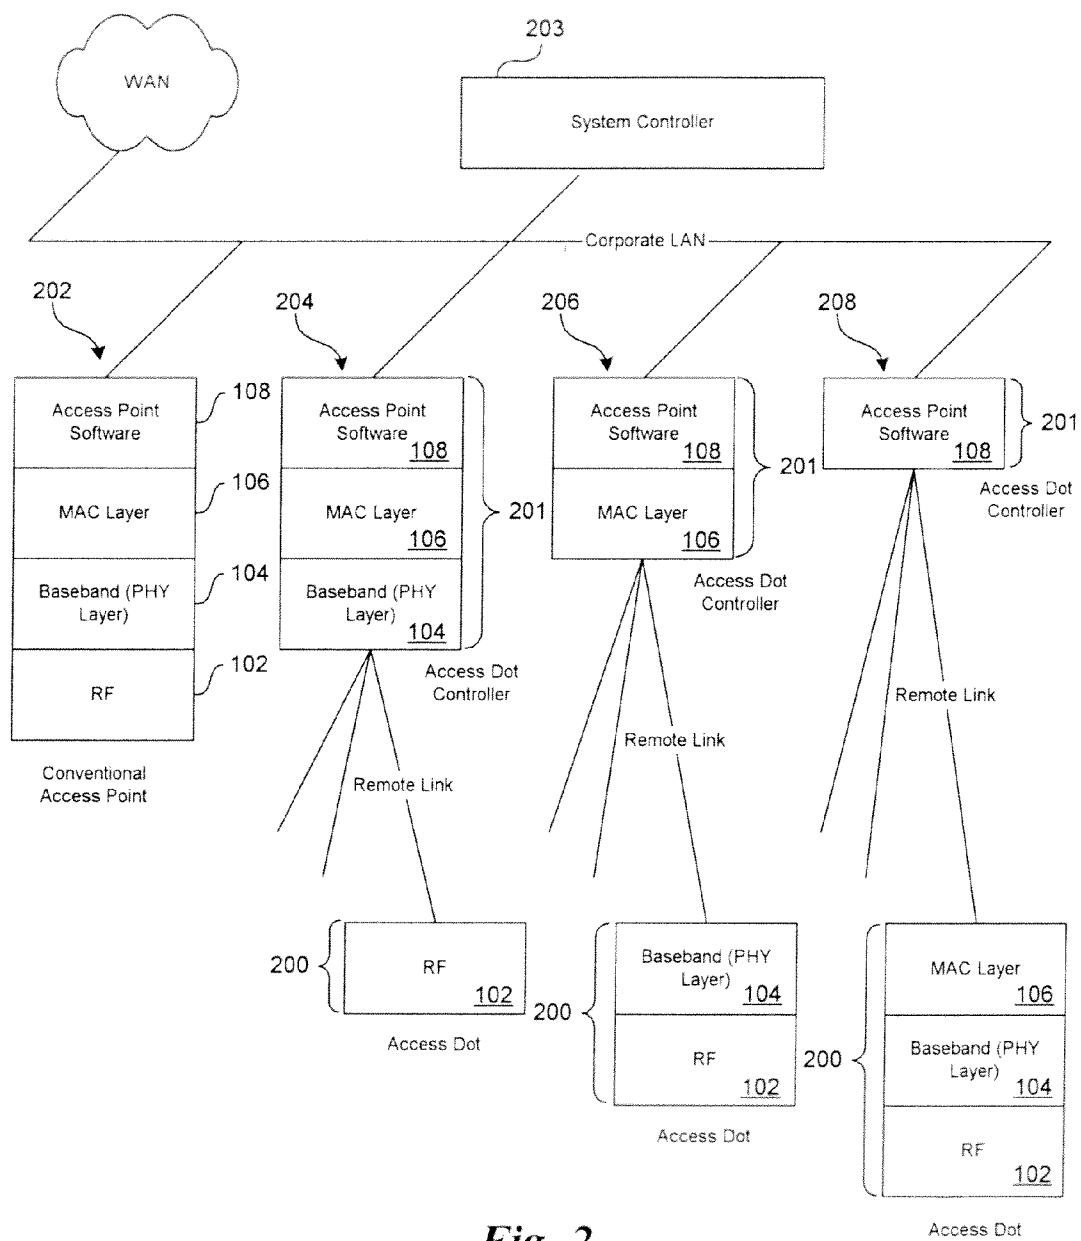 203
WAN
System Controller
Corporate LAN
202
204
206
208
Access Point
Software
108
MAC Layer
106
Baseband (PHY
Layer)
104
RF
102
Conventional
Access Point
Access Point
Software
108
MAC Layer
106
Baseband (PHY
Layer)
104
201
Access Dot
Controller
Remote Link
200
RF
102
Access Dot
Access Point
Software
108
MAC Layer
106
201
Access Dot
Controller
Remote Link
200
Baseband (PHY
Layer)
104
RF
102
Access Dot
Access Point
Software
108
201
Access Dot
Controller
Remote Link
200
MAC Layer
106
Baseband (PHY
Layer)
104
RF
102
Access Dot
Fig. 2